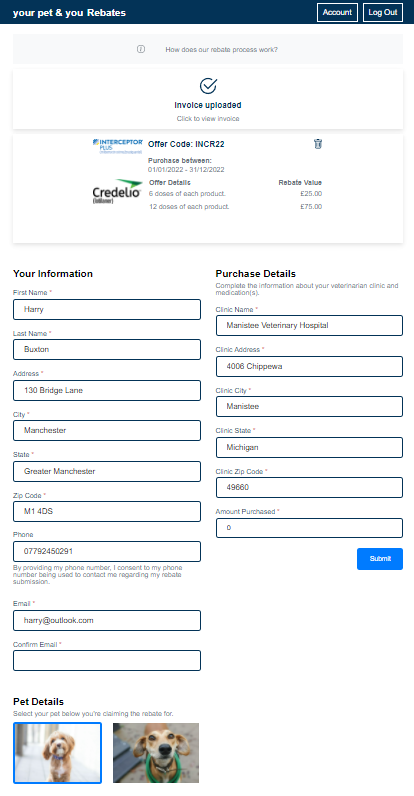 your pet & you Rebates
Account
Log Out
How does our rebate process work?
Invoice uploaded
Click to view invoice
INTERCEPTOR
PLUS
Offer Code: INCR22
Purchase between:
01/01/2022 - 31/12/2022
Credelio
(lotilaner)
Offer Details
Rebate Value
6 doses of each product.
£25.00
12 doses of each product.
£75.00
Your Information
First Name *
Harry
Last Name *
Buxton
Address *
130 Bridge Lane
City *
Manchester
State *
Greater Manchester
Zip Code *
M1 4DS
Phone
07792450291
By providing my phone number, I consent to my phone
number being used to contact me regarding my rebate
submission.
Email *
harry@outlook.com
Confirm Email *
Purchase Details
Complete the information about your veterinarian clinic and
medication(s).
Clinic Name *
Manistee Veterinary Hospital
Clinic Address *
4006 Chippewa
Clinic City *
Manistee
Clinic State *
Michigan
Clinic Zip Code *
49660
Amount Purchased *
0
Submit
Pet Details
Select your pet below you're claiming the rebate for.